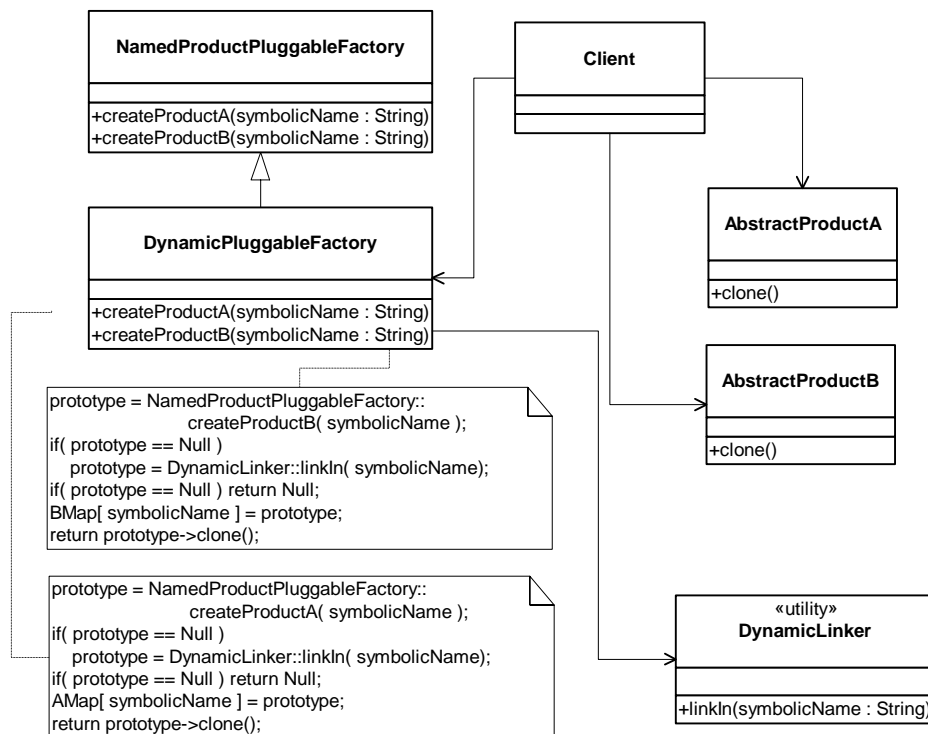 NamedProductPluggableFactory
+createProductA(symbolicName : String)
+createProductB(symbolicName : String)
Client
DynamicPluggableFactory
+createProductA(symbolicName : String)
+createProductB(symbolicName : String)
AbstractProductA
+clone()
AbstractProductB
+clone()
prototype = NamedProductPluggableFactory::
createProductB( symbolicName );
if( prototype == Null )
prototype = DynamicLinker::linkIn( symbolicName);
if( prototype == Null ) return Null;
BMap[ symbolicName ] = prototype;
return prototype->clone();
prototype = NamedProductPluggableFactory::
createProductA( symbolicName );
if( prototype == Null )
prototype = DynamicLinker::linkIn( symbolicName);
if( prototype == Null ) return Null;
AMap[ symbolicName ] = prototype;
return prototype->clone();
«utility»
DynamicLinker
+linkIn(symbolicName : String)